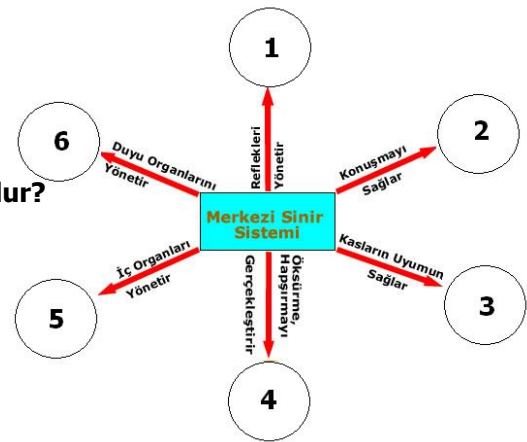 1
Reflekleri
Yönetir
2
Konuşmayı
Sağlar
3
Kasların Uyumun
Sağlar
4
Öksürme,
Hapşırmayı
Gerçekleştirir
5
İç Organları
Yönetir
6
Duyu Organlarını
Yönetir
lur?
Merkezi Sinir
Sistemi